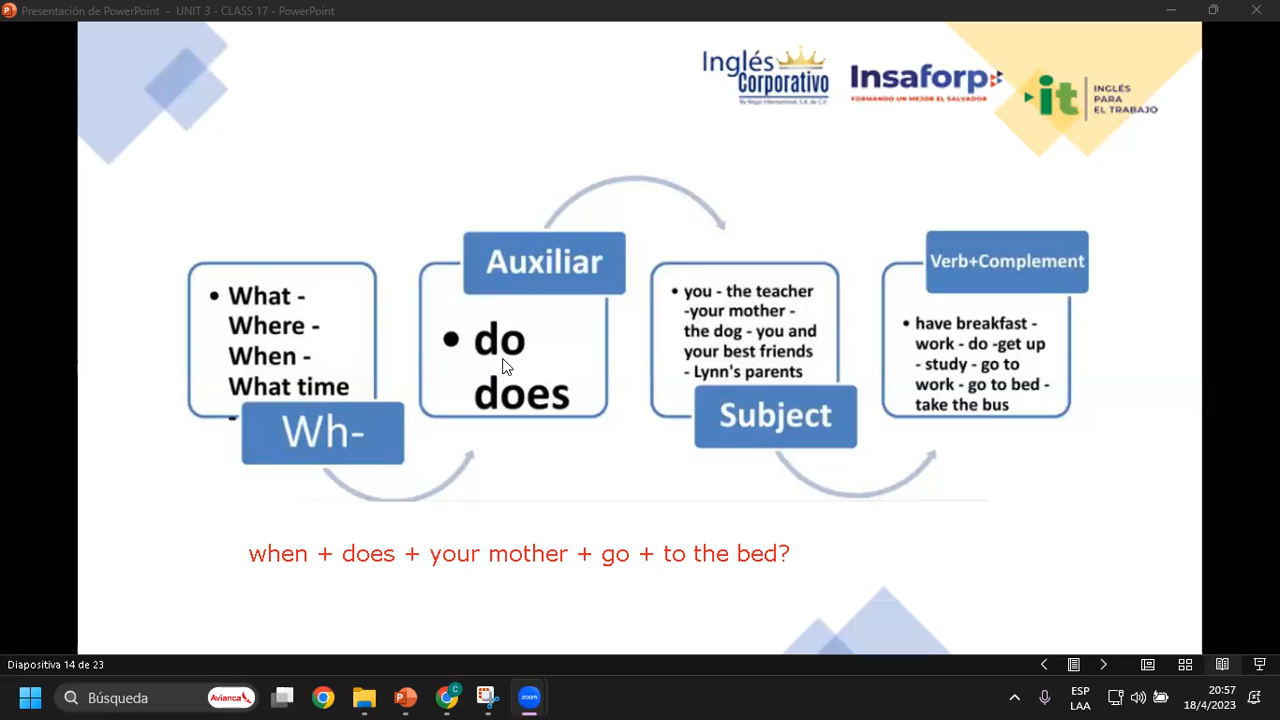 Presentación de PowerPoint - UNIT 3 - CLASS 17 - PowerPoint
Inglés
Corporativo
Insaforp
FORMANDO UN MEJOR EL SALVADOR
it
INGLÉS
PARA
EL TRABAJO
• What -
Where -
When -
What time
-
Wh-
Auxiliar
• do
does
• you - the teacher
-your mother -
the dog - you and
your best friends
- Lynn's parents
Subject
Verb+Complement
• have breakfast -
work - do -get up
- study - go to
work - go to bed -
take the bus
when + does + your mother + go + to the bed?
Diapositiva 14 de 23
Búsqueda
Avianca
zoom
ESP
LAA
20:57
18/4/2023